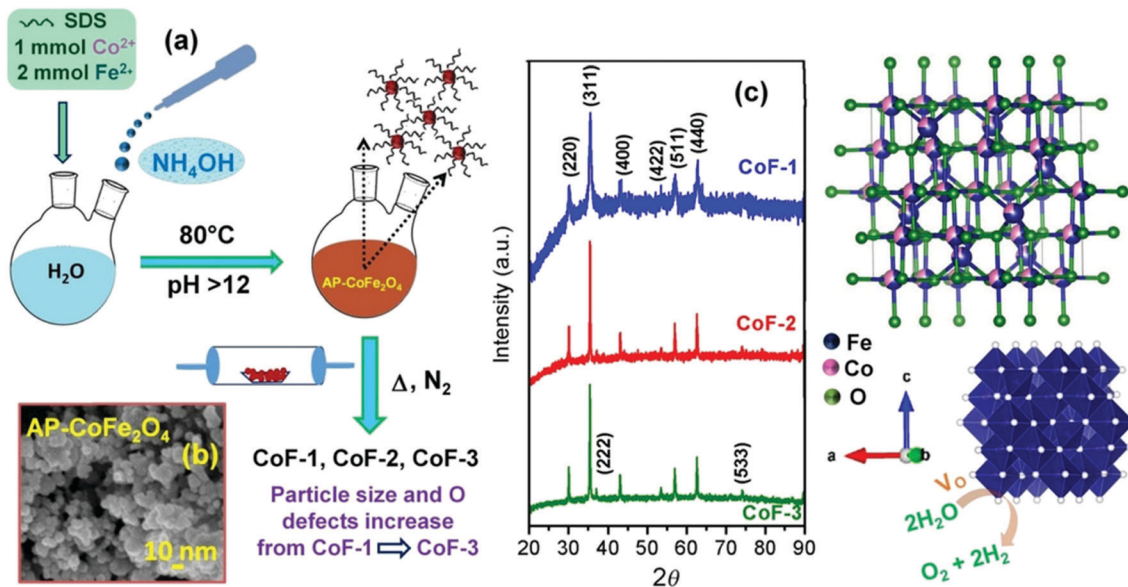 SDS
1 mmol Co²⁺
2 mmol Fe²⁺
(a)
NH₄OH
H₂O
80°C
pH >12
AP-CoFe₂O₄
Δ, N₂
AP-CoFe₂O₄
(b)
10 nm
CoF-1, CoF-2, CoF-3
Particle size and O
defects increase
from CoF-1 ⇨ CoF-3
(c)
Intensity (a.u.)
(220)
(311)
(400)
(422)
(511)
(440)
CoF-1
CoF-2
(222)
(533)
CoF-3
20 30 40 50 60 70 80 90
2θ
Fe
Co
O
c
a
b
Vo
2H₂O
O₂ + 2H₂